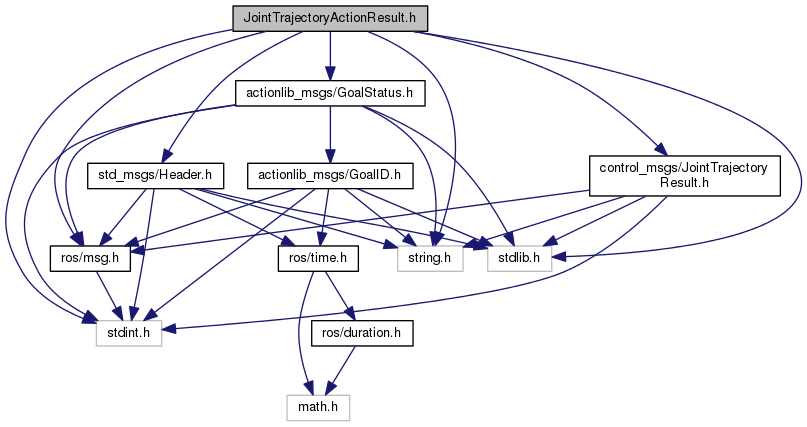 JointTrajectoryActionResult.h
actionlib_msgs/GoalStatus.h
std_msgs/Header.h
actionlib_msgs/GoalID.h
control_msgs/JointTrajectory
Result.h
ros/msg.h
ros/time.h
string.h
stdlib.h
stdint.h
ros/duration.h
math.h